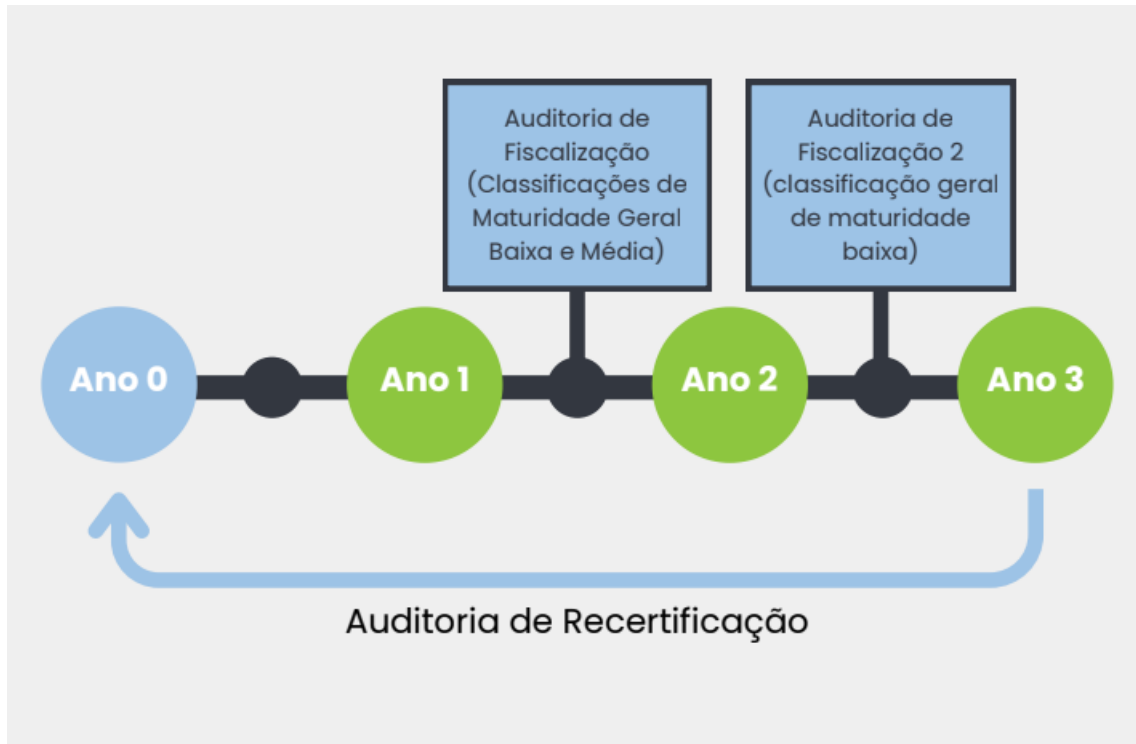 Auditoria de
Fiscalização
(Classificações de
Maturidade Geral
Baixa e Média)
Auditoria de
Fiscalização 2
(classificação geral
de maturidade
baixa)
Ano 0
Ano 1
Ano 2
Ano 3
Auditoria de Recertificação